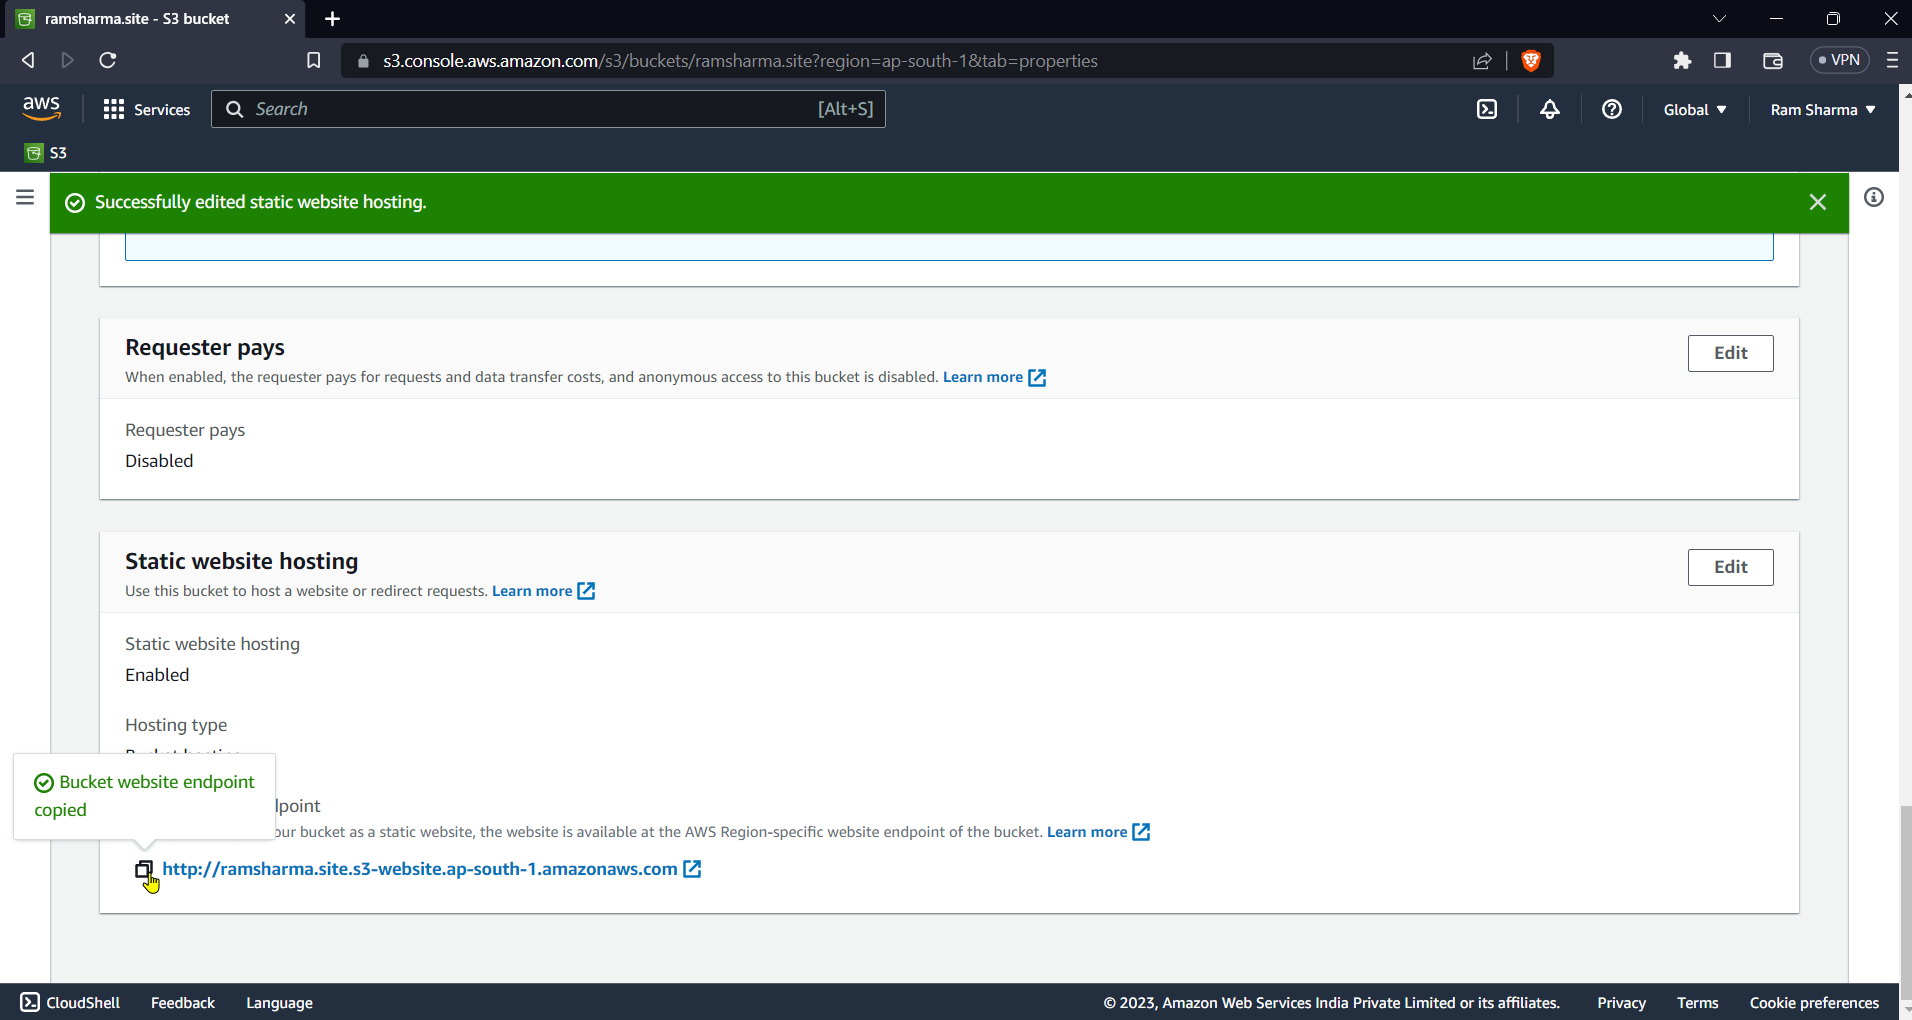 ramsharma.site - S3 bucket
s3.console.aws.amazon.com/s3/buckets/ramsharma.site?region=ap-south-1&tab=properties
VPN
aws
Services
Search
[Alt+S]
Global
Ram Sharma
S3
Successfully edited static website hosting.
Requester pays
Edit
When enabled, the requester pays for requests and data transfer costs, and anonymous access to this bucket is disabled. Learn more
Requester pays
Disabled
Static website hosting
Edit
Use this bucket to host a website or redirect requests. Learn more
Static website hosting
Enabled
Hosting type
Bucket website endpoint
copied
point
our bucket as a static website, the website is available at the AWS Region-specific website endpoint of the bucket. Learn more
http://ramsharma.site.s3-website.ap-south-1.amazonaws.com
CloudShell Feedback Language
© 2023, Amazon Web Services India Private Limited or its affiliates. Privacy Terms Cookie preferences